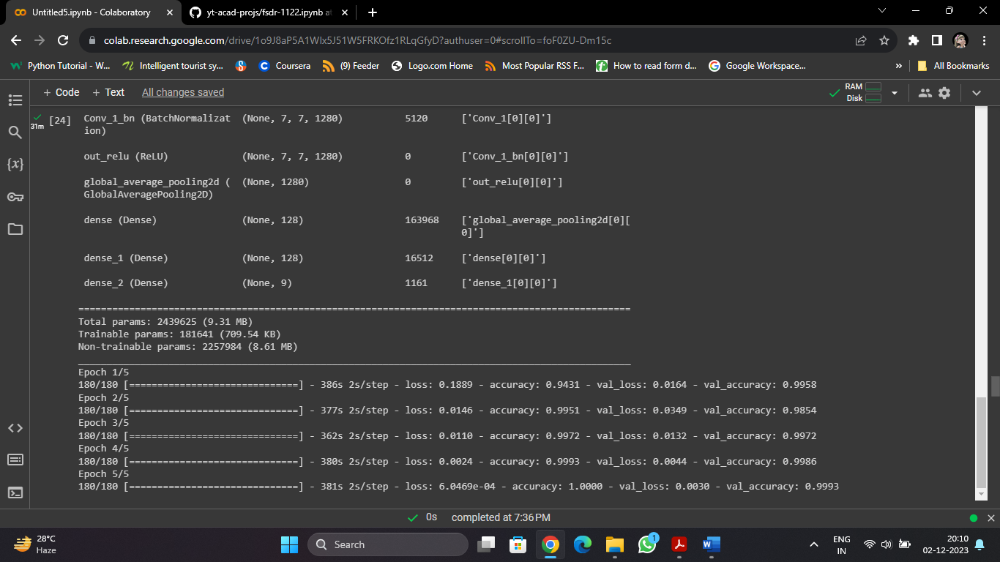 Untitled5.ipynb - Colaboratory
yt-acad-projs/fsdr-1122.ipynb at
colab.research.google.com/drive/1o9J8aP5A1WIx5J51W5FRKOfz1RLqGfyD?authuser=0#scrollTo=foF0ZU-Dm15c
Python Tutorial - W... Intelligent tourist sy... Coursera (9) Feeder Logo.com Home Most Popular RSS F... How to read form d... Google Workspace... » All Bookmarks
+ Code + Text All changes saved RAM
Disk
31m [24] Conv_1_bn (BatchNormalizat (None, 7, 7, 1280) 5120 ['Conv_1[0][0]']
ion)
out_relu (ReLU) (None, 7, 7, 1280) 0 ['Conv_1_bn[0][0]']
global_average_pooling2d ( (None, 1280) 0 ['out_relu[0][0]']
GlobalAveragePooling2D)
dense (Dense) (None, 128) 163968 ['global_average_pooling2d[0][
0]']
dense_1 (Dense) (None, 128) 16512 ['dense[0][0]']
dense_2 (Dense) (None, 9) 1161 ['dense_1[0][0]']
==================================================================================================
Total params: 2439625 (9.31 MB)
Trainable params: 181641 (709.54 KB)
Non-trainable params: 2257984 (8.61 MB)
__________________________________________________________________________________________________
Epoch 1/5
180/180 [==============================] - 386s 2s/step - loss: 0.1889 - accuracy: 0.9431 - val_loss: 0.0164 - val_accuracy: 0.9958
Epoch 2/5
180/180 [==============================] - 377s 2s/step - loss: 0.0146 - accuracy: 0.9951 - val_loss: 0.0349 - val_accuracy: 0.9854
Epoch 3/5
180/180 [==============================] - 362s 2s/step - loss: 0.0110 - accuracy: 0.9972 - val_loss: 0.0132 - val_accuracy: 0.9972
Epoch 4/5
180/180 [==============================] - 380s 2s/step - loss: 0.0024 - accuracy: 0.9993 - val_loss: 0.0044 - val_accuracy: 0.9986
Epoch 5/5
180/180 [==============================] - 381s 2s/step - loss: 6.0469e-04 - accuracy: 1.0000 - val_loss: 0.0030 - val_accuracy: 0.9993
0s completed at 7:36 PM
28°C
Haze
Search
1
ENG
IN
20:10
02-12-2023